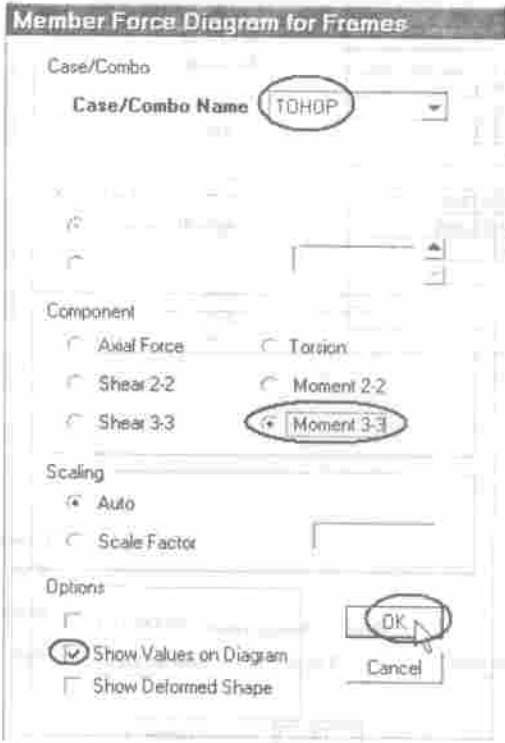 Member Force Diagram for Frames
Case/Combo
Case/Combo Name TOHOP
Component
Axial Force Torsion
Shear 2-2 Moment 2-2
Shear 3-3 Moment 3-3
Scaling
Auto
Scale Factor
Options
OK
Show Values on Diagram
Cancel
Show Deformed Shape